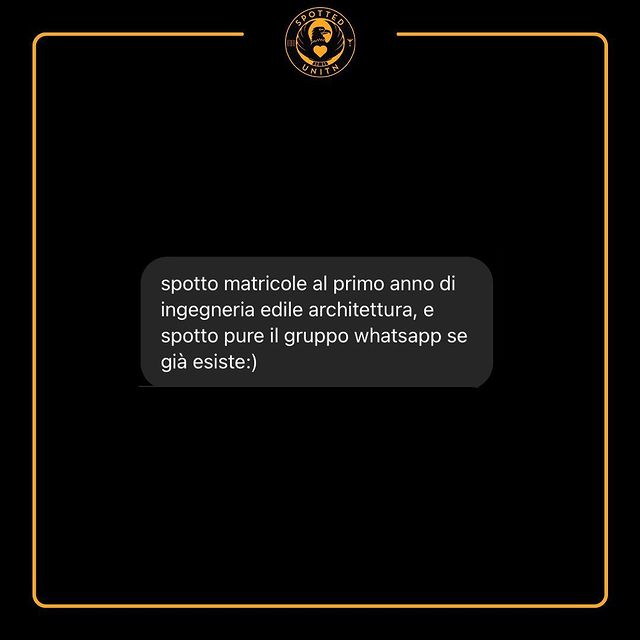 SPOTTED
UNITN
spotto matricole al primo anno di
ingegneria edile architettura, e
spotto pure il gruppo whatsapp se
già esiste:)